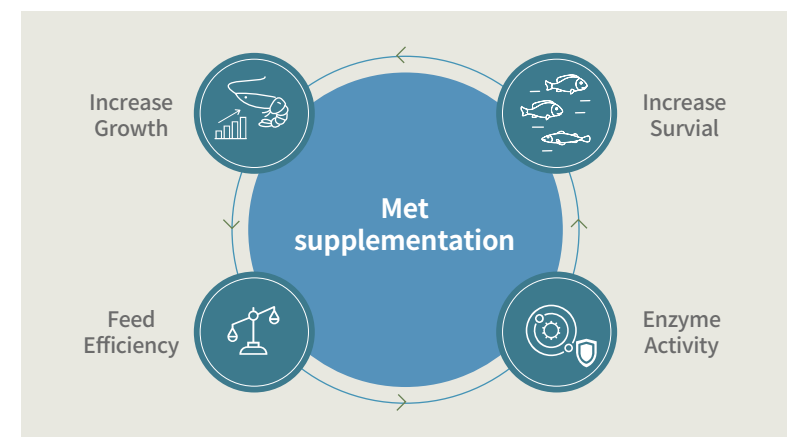 Increase
Growth
Increase
Survial
Met
supplementation
Feed
Efficiency
Enzyme
Activity